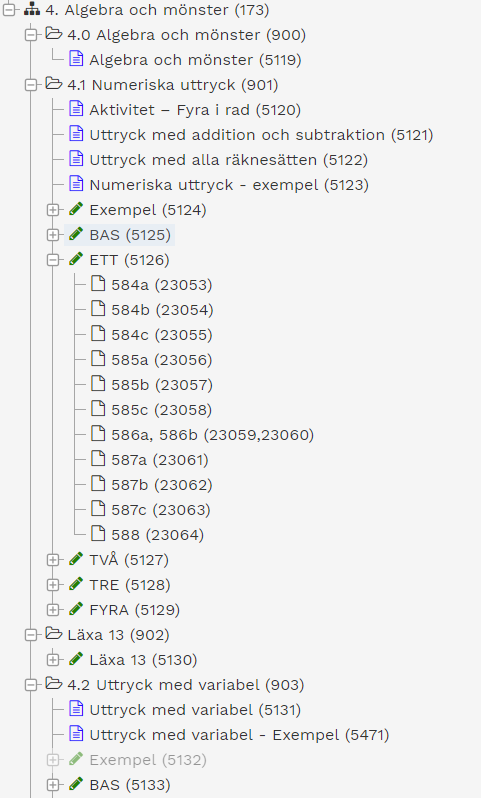 4. Algebra och mönster (173)
4.0 Algebra och mönster (900)
Algebra och mönster (5119)
4.1 Numeriska uttryck (901)
Aktivitet – Fyra i rad (5120)
Uttryck med addition och subtraktion (5121)
Uttryck med alla räknesätten (5122)
Numeriska uttryck - exempel (5123)
Exempel (5124)
BAS (5125)
ETT (5126)
584a (23053)
584b (23054)
584c (23055)
585a (23056)
585b (23057)
585c (23058)
586a, 586b (23059,23060)
587a (23061)
587b (23062)
587c (23063)
588 (23064)
TVÅ (5127)
TRE (5128)
FYRA (5129)
Läxa 13 (902)
Läxa 13 (5130)
4.2 Uttryck med variabel (903)
Uttryck med variabel (5131)
Uttryck med variabel - Exempel (5471)
Exempel (5132)
BAS (5133)